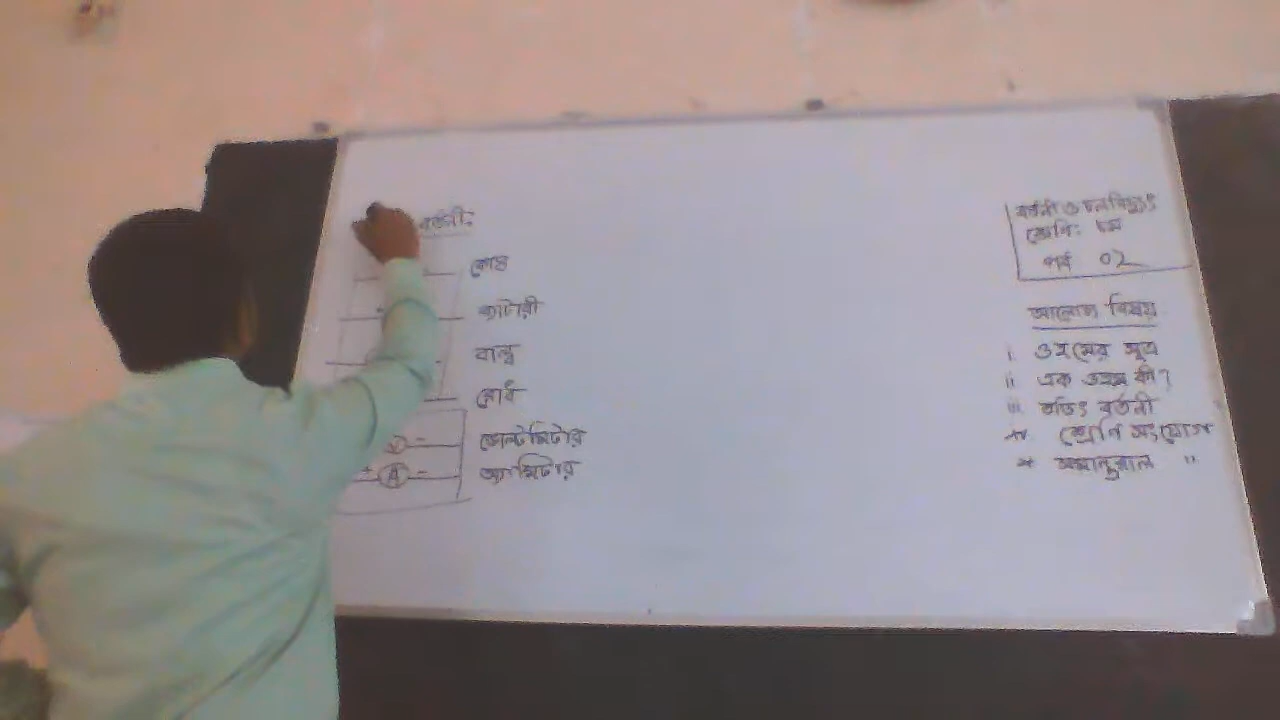 বর্তনী:
কোষ
ব্যাটারী
বাল্ব
রোধ
ভোল্টমিটার
V -
+ A -
অ্যামিটার
বর্তনী ও চলবিদ্যুৎ
শ্রেণি: ৮ম
পর্ব ০২
আলোচ্য বিষয়
i ওহমের সূত্র
ii এক ওহম কী?
iii তড়িৎ বর্তনী
* শ্রেণি সংযোগ
* সমান্তরাল "